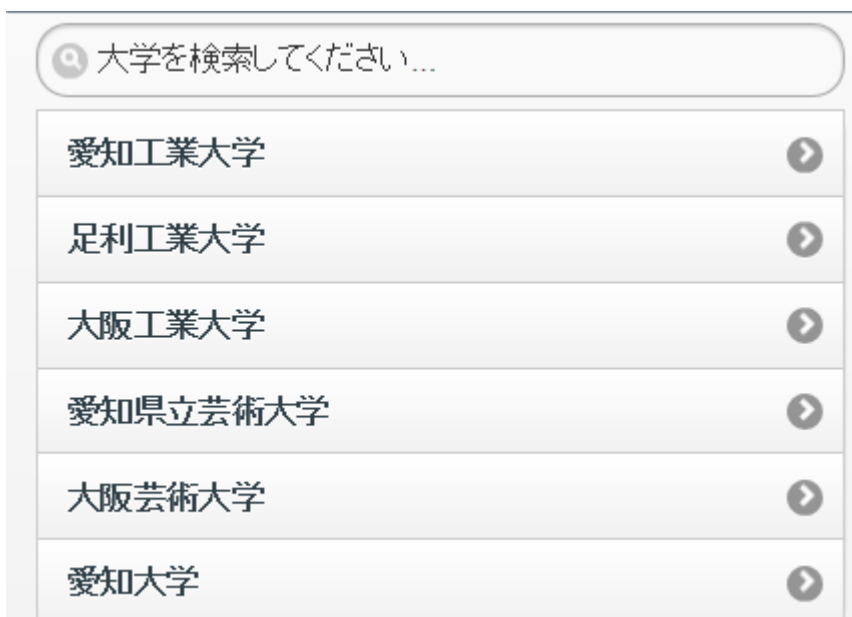 大学を検索してください...
愛知工業大学
足利工業大学
大阪工業大学
愛知県立芸術大学
大阪芸術大学
愛知大学